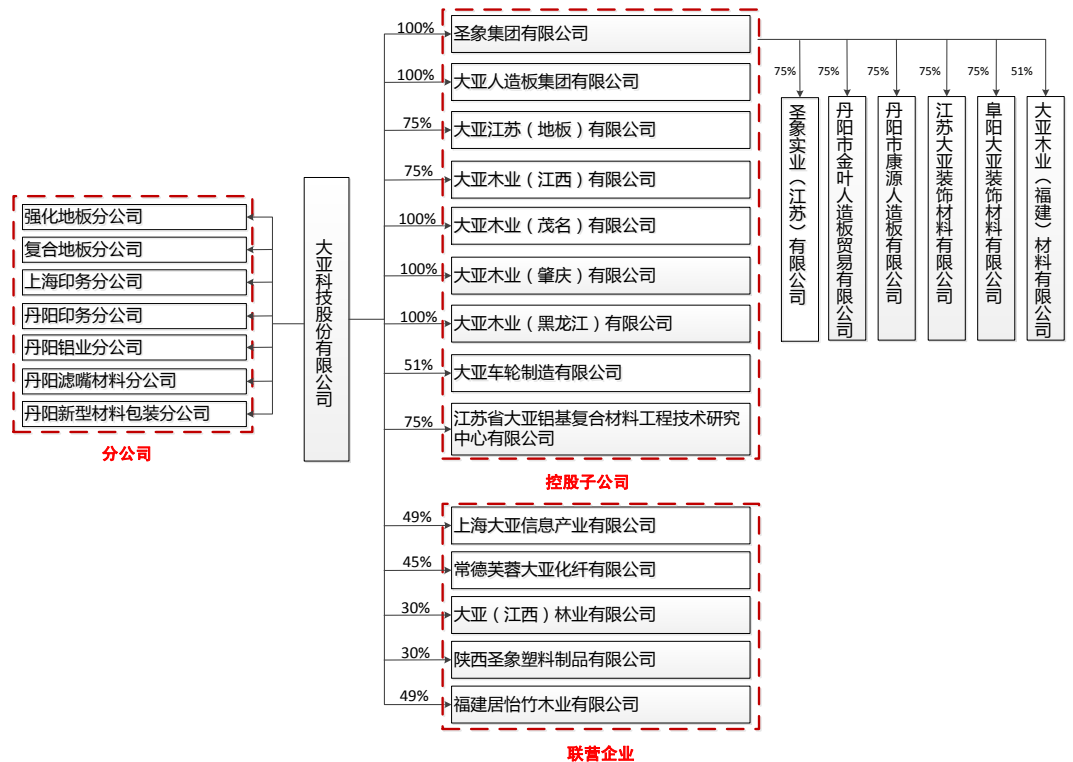 强化地板分公司
复合地板分公司
上海印务分公司
丹阳印务分公司
丹阳铝业分公司
丹阳滤嘴材料分公司
丹阳新型材料包装分公司
分公司
大亚科技股份有限公司
100%
圣象集团有限公司
100%
大亚人造板集团有限公司
75%
大亚江苏（地板）有限公司
75%
大亚木业（江西）有限公司
100%
大亚木业（茂名）有限公司
100%
大亚木业（肇庆）有限公司
100%
大亚木业（黑龙江）有限公司
51%
大亚车轮制造有限公司
75%
江苏省大亚铝基复合材料工程技术研究
中心有限公司
控股子公司
49%
上海大亚信息产业有限公司
45%
常德芙蓉大亚化纤有限公司
30%
大亚（江西）林业有限公司
30%
陕西圣象塑料制品有限公司
49%
福建居怡竹木业有限公司
联营企业
75%
圣象实业（江苏）有限公司
75%
丹阳市金叶人造板贸易有限公司
75%
丹阳市康源人造板有限公司
75%
江苏大亚装饰材料有限公司
75%
阜阳大亚装饰材料有限公司
51%
大亚木业（福建）材料有限公司